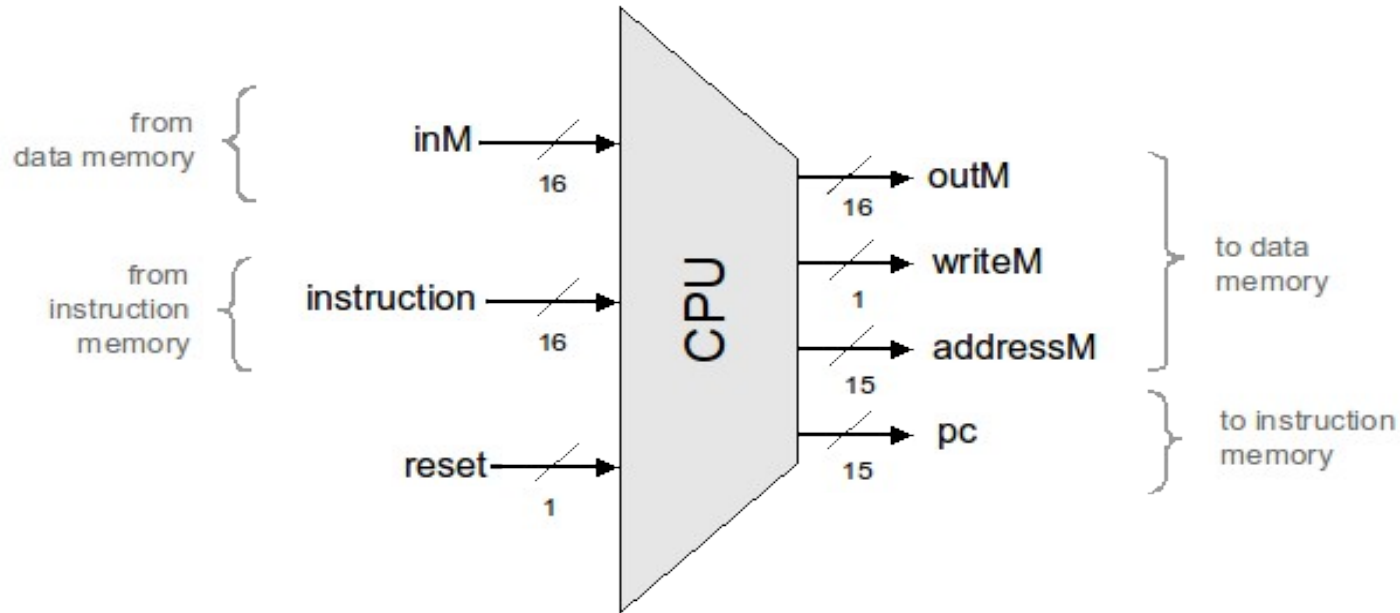 from
data memory
inM
16
from
instruction
memory
instruction
16
reset
1
CPU
outM
16
writeM
1
addressM
15
pc
15
to data
memory
to instruction
memory